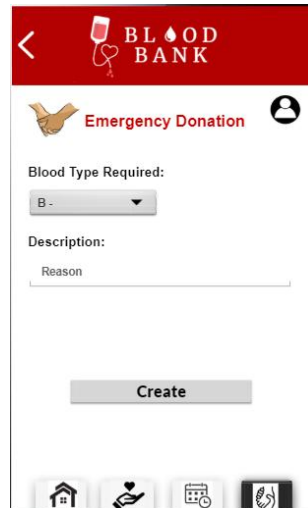 BLOOD
BANK
Emergency Donation
Blood Type Required:
B -
Description:
Reason
Create